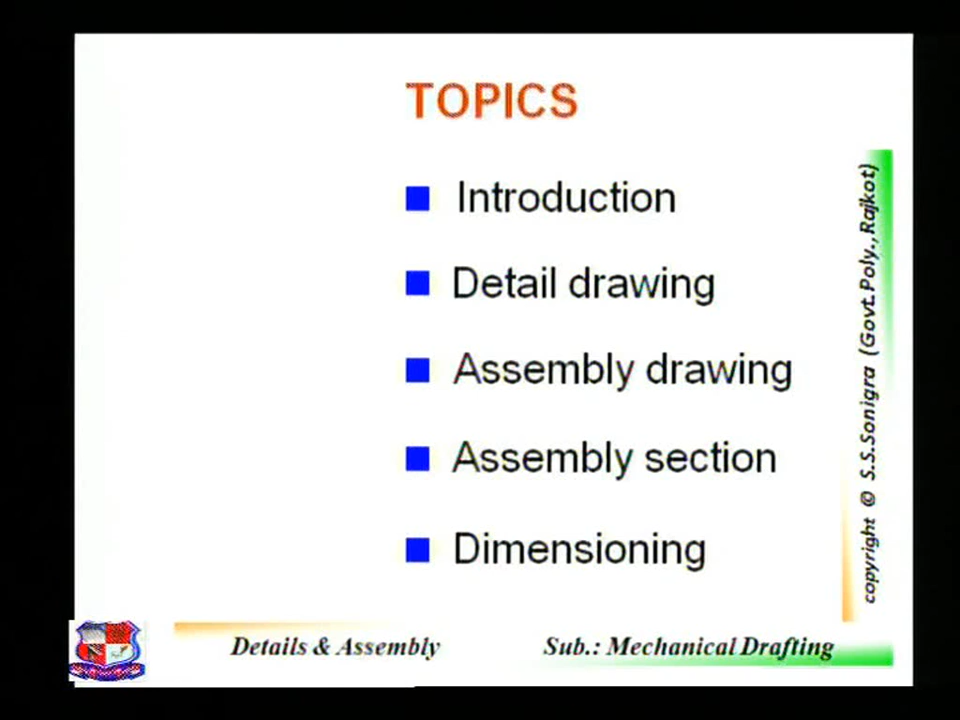 TOPICS
Introduction
Detail drawing
Assembly drawing
Assembly section
Dimensioning
copyright © S.S.Sonigra (Govt.Poly.,Rajkot)
Details & Assembly
Sub.: Mechanical Drafting